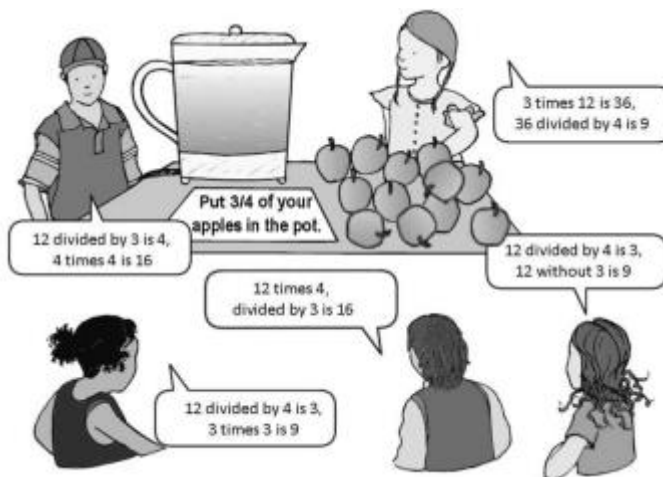 3 times 12 is 36,
36 divided by 4 is 9
Put 3/4 of your
apples in the pot.
12 divided by 3 is 4,
4 times 4 is 16
12 divided by 4 is 3,
12 without 3 is 9
12 times 4,
divided by 3 is 16
12 divided by 4 is 3,
3 times 3 is 9